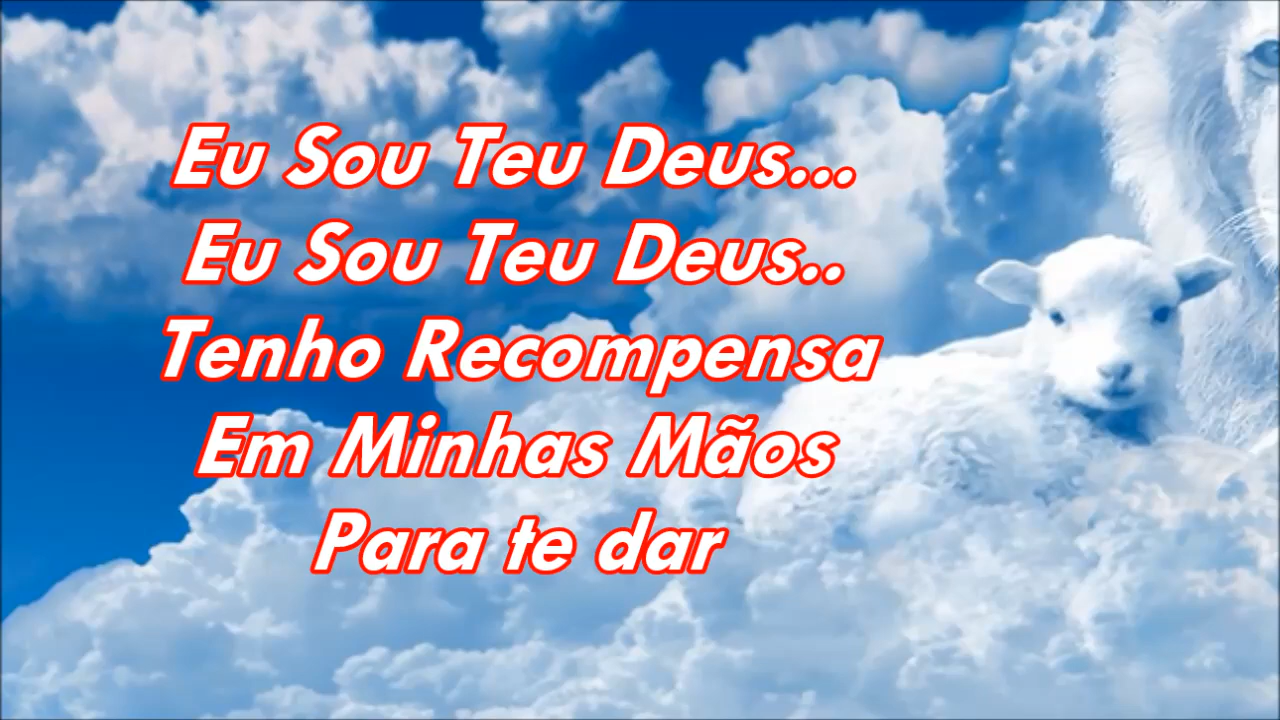 Eu Sou Teu Deus...
Eu Sou Teu Deus..
Tenho Recompensa
Em Minhas Mãos
Para te dar